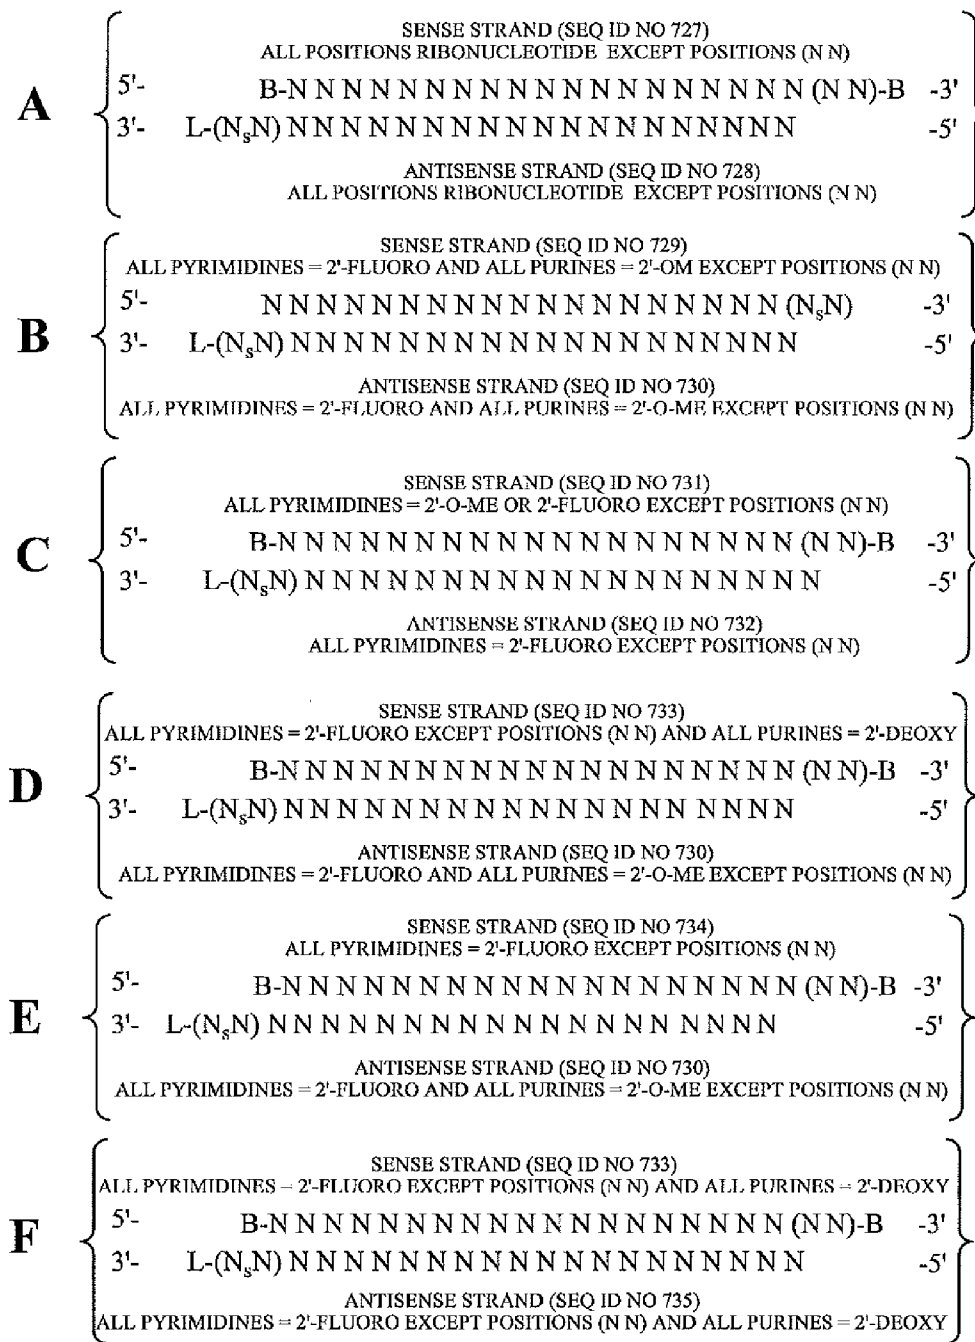 SENSE STRAND (SEQ ID NO 727)
ALL POSITIONS RIBONUCLEOTIDE EXCEPT POSITIONS (N N)
A
5'- B-N N N N N N N N N N N N N N N N N N N (N N)-B -3'
3'- L-(NsN) N N N N N N N N N N N N N N N N N N N -5'
ANTISENSE STRAND (SEQ ID NO 728)
ALL POSITIONS RIBONUCLEOTIDE EXCEPT POSITIONS (N N)
SENSE STRAND (SEQ ID NO 729)
ALL PYRIMIDINES = 2'-FLUORO AND ALL PURINES = 2'-OM EXCEPT POSITIONS (N N)
B
5'- N N N N N N N N N N N N N N N N N N N (NsN) -3'
3'- L-(NsN) N N N N N N N N N N N N N N N N N N N -5'
ANTISENSE STRAND (SEQ ID NO 730)
ALL PYRIMIDINES = 2'-FLUORO AND ALL PURINES = 2'-O-ME EXCEPT POSITIONS (N N)
SENSE STRAND (SEQ ID NO 731)
ALL PYRIMIDINES = 2'-O-ME OR 2'-FLUORO EXCEPT POSITIONS (N N)
C
5'- B-N N N N N N N N N N N N N N N N N N N (N N)-B -3'
3'- L-(NsN) N N N N N N N N N N N N N N N N N N N -5'
ANTISENSE STRAND (SEQ ID NO 732)
ALL PYRIMIDINES = 2'-FLUORO EXCEPT POSITIONS (N N)
SENSE STRAND (SEQ ID NO 733)
ALL PYRIMIDINES = 2'-FLUORO EXCEPT POSITIONS (N N) AND ALL PURINES = 2'-DEOXY
D
5'- B-N N N N N N N N N N N N N N N N N N N (N N)-B -3'
3'- L-(NsN) N N N N N N N N N N N N N N N N N N N -5'
ANTISENSE STRAND (SEQ ID NO 730)
ALL PYRIMIDINES = 2'-FLUORO AND ALL PURINES = 2'-O-ME EXCEPT POSITIONS (N N)
SENSE STRAND (SEQ ID NO 734)
ALL PYRIMIDINES = 2'-FLUORO EXCEPT POSITIONS (N N)
E
5'- B-N N N N N N N N N N N N N N N N N N N (N N)-B -3'
3'- L-(NsN) N N N N N N N N N N N N N N N N N N N -5'
ANTISENSE STRAND (SEQ ID NO 730)
ALL PYRIMIDINES = 2'-FLUORO AND ALL PURINES = 2'-O-ME EXCEPT POSITIONS (N N)
SENSE STRAND (SEQ ID NO 733)
ALL PYRIMIDINES = 2'-FLUORO EXCEPT POSITIONS (N N) AND ALL PURINES = 2'-DEOXY
F
5'- B-N N N N N N N N N N N N N N N N N N N (N N)-B -3'
3'- L-(NsN) N N N N N N N N N N N N N N N N N N N -5'
ANTISENSE STRAND (SEQ ID NO 735)
ALL PYRIMIDINES = 2'-FLUORO EXCEPT POSITIONS (N N) AND ALL PURINES = 2'-DEOXY